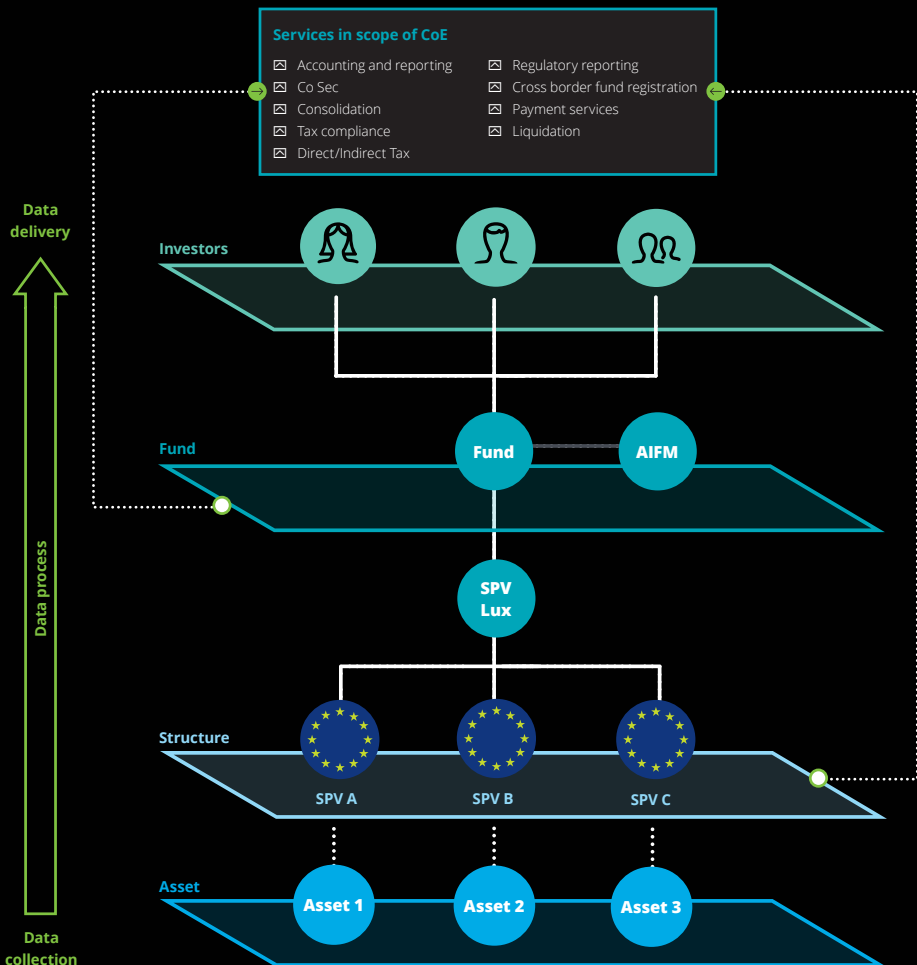 Services in scope of CoE
Accounting and reporting
Co Sec
Consolidation
Tax compliance
Direct/Indirect Tax
Regulatory reporting
Cross border fund registration
Payment services
Liquidation
Data
delivery
Investors
Fund
Fund
AIFM
Data process
SPV
Lux
Structure
SPV A
SPV B
SPV C
Asset
Asset 1
Asset 2
Asset 3
Data
collection